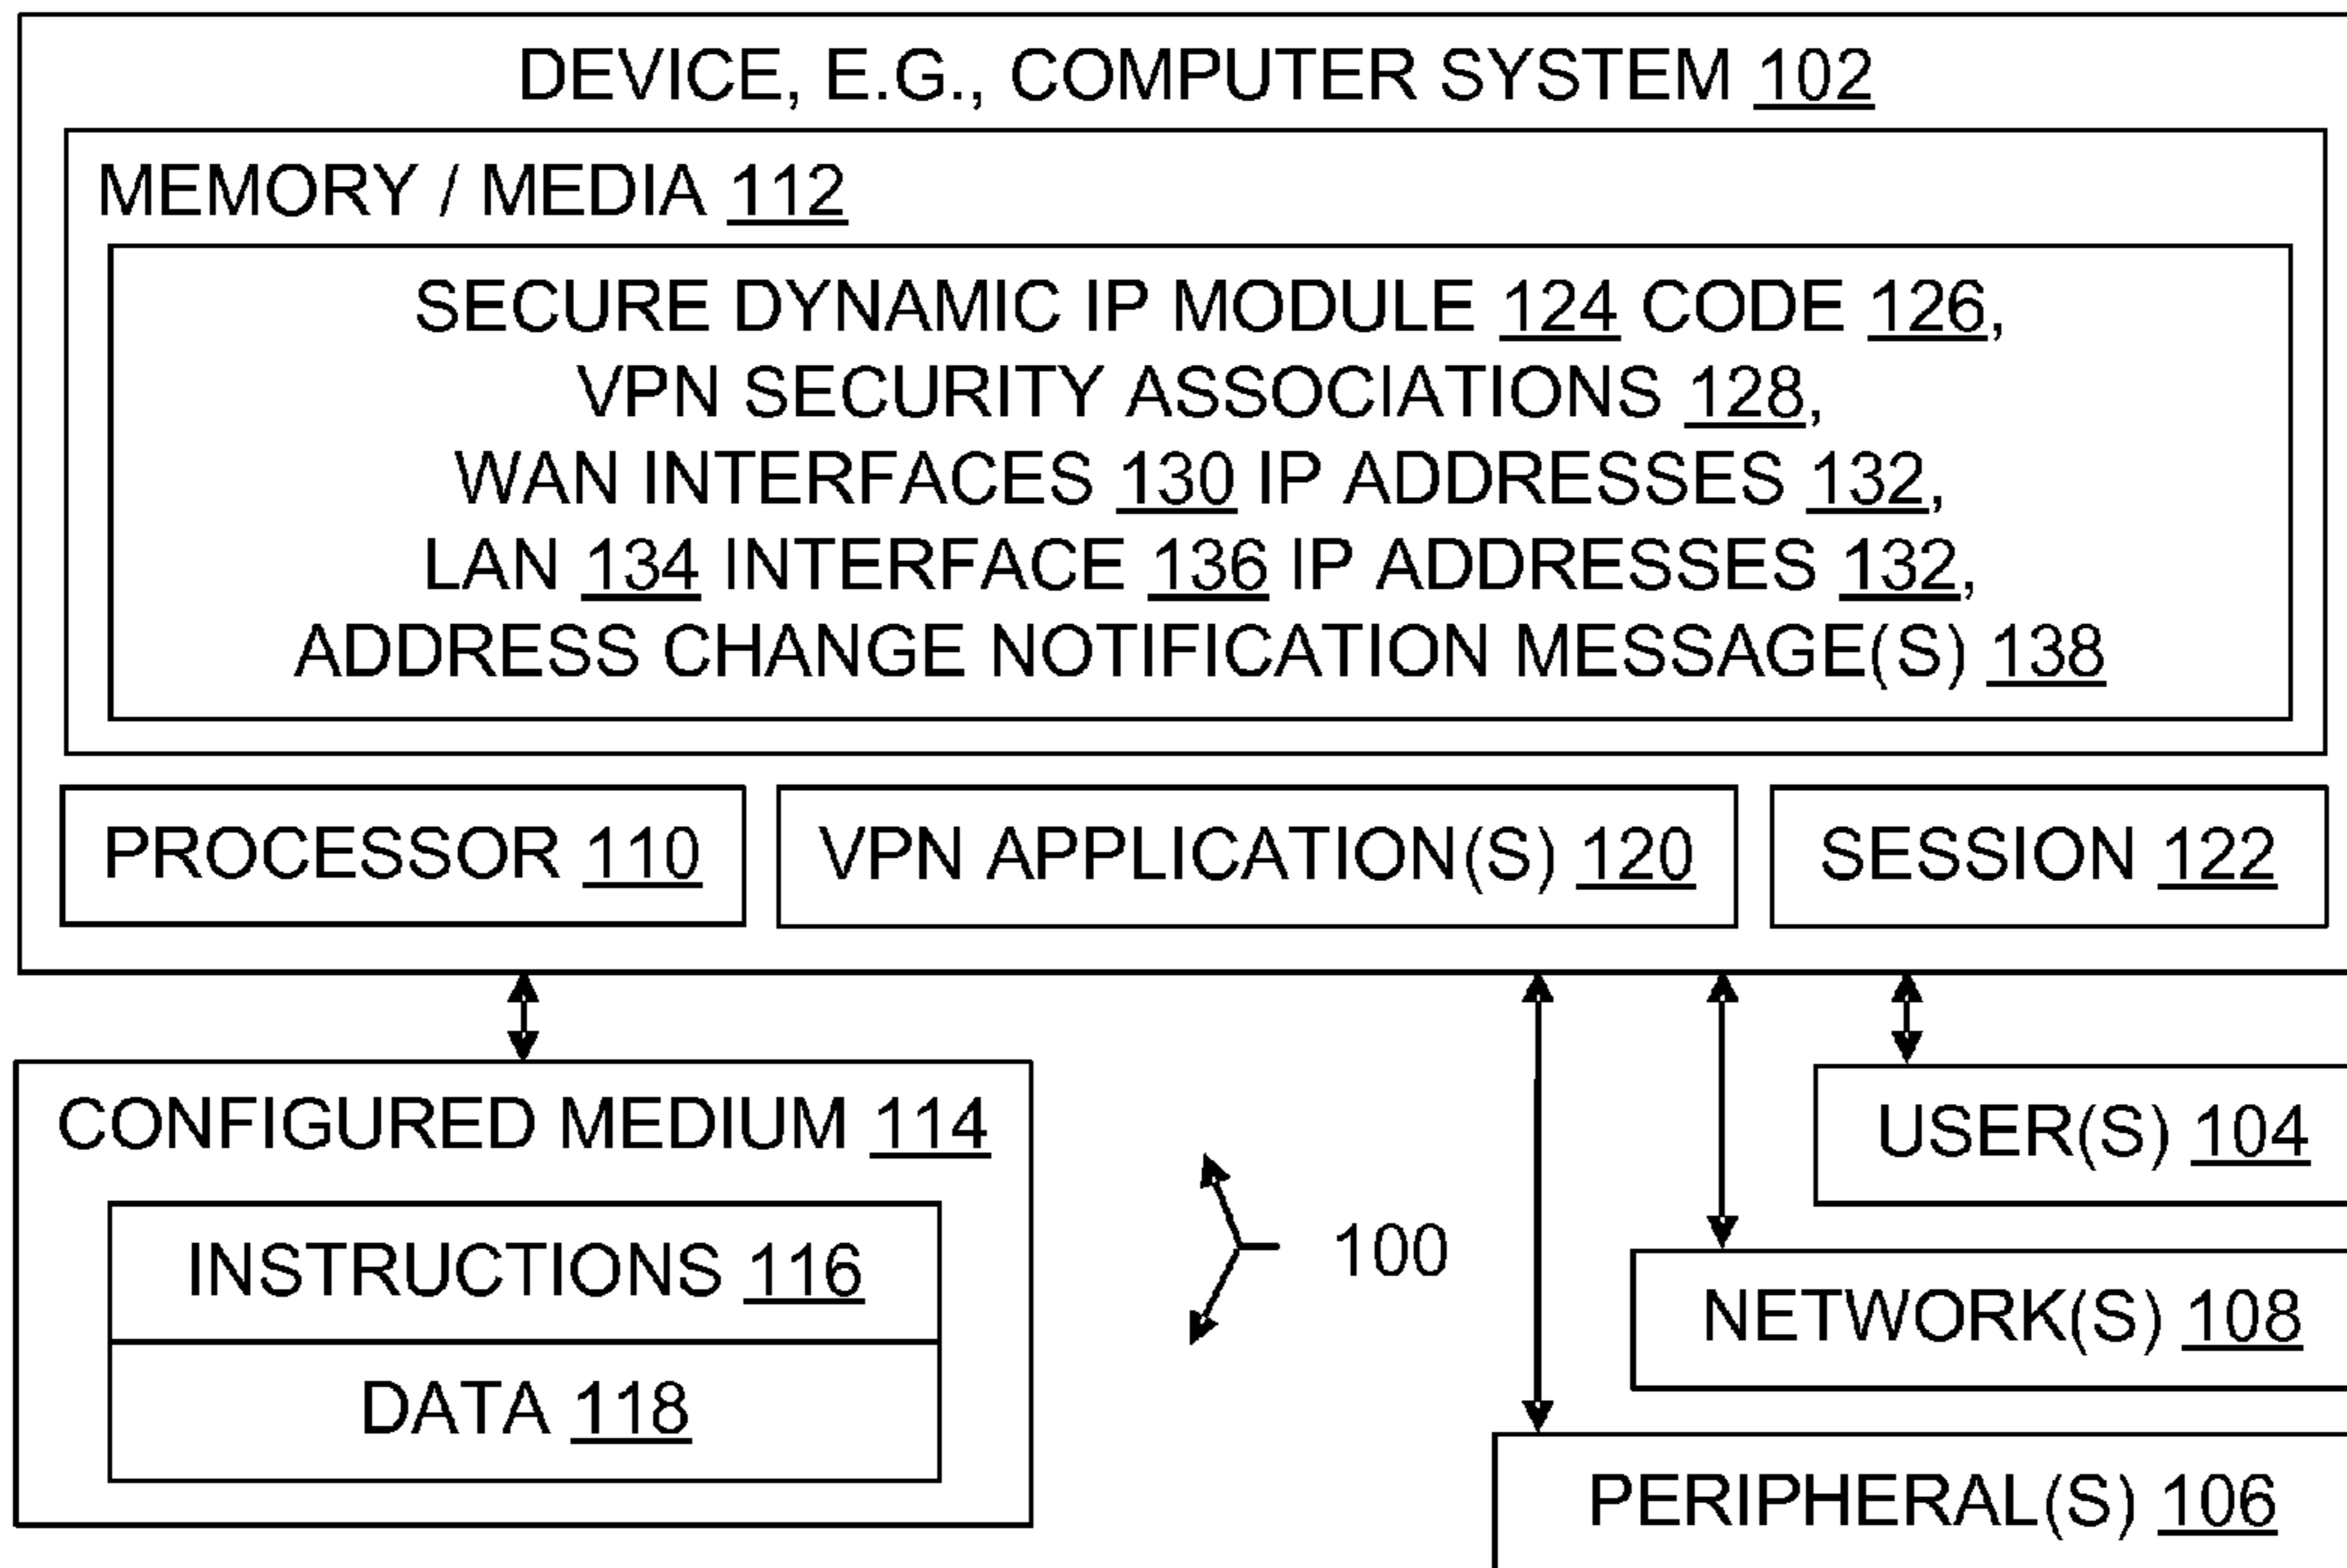 DEVICE, E.G., COMPUTER SYSTEM 102
MEMORY / MEDIA 112
SECURE DYNAMIC IP MODULE 124 CODE 126,
VPN SECURITY ASSOCIATIONS 128,
WAN INTERFACES 130 IP ADDRESSES 132,
LAN 134 INTERFACE 136 IP ADDRESSES 132,
ADDRESS CHANGE NOTIFICATION MESSAGE(S) 138
PROCESSOR 110
VPN APPLICATION(S) 120
SESSION 122
CONFIGURED MEDIUM 114
INSTRUCTIONS 116
DATA 118
100
USER(S) 104
NETWORK(S) 108
PERIPHERAL(S) 106